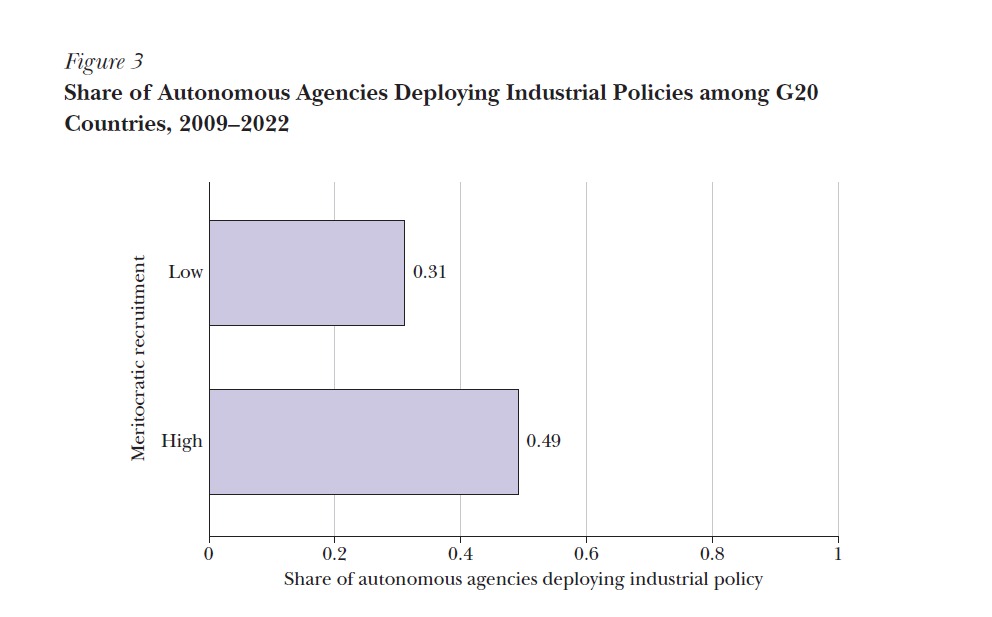 Figure 3
Share of Autonomous Agencies Deploying Industrial Policies among G20
Countries, 2009–2022
Meritocratic recruitment
Low
0.31
High
0.49
0 0.2 0.4 0.6 0.8 1
Share of autonomous agencies deploying industrial policy